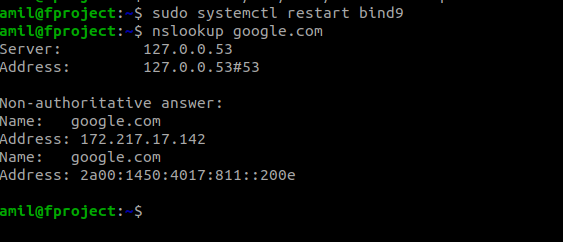 amil@fproject:~$ sudo systemctl restart bind9
amil@fproject:~$ nslookup google.com
Server:         127.0.0.53
Address:        127.0.0.53#53

Non-authoritative answer:
Name:   google.com
Address: 172.217.17.142
Name:   google.com
Address: 2a00:1450:4017:811::200e

amil@fproject:~$